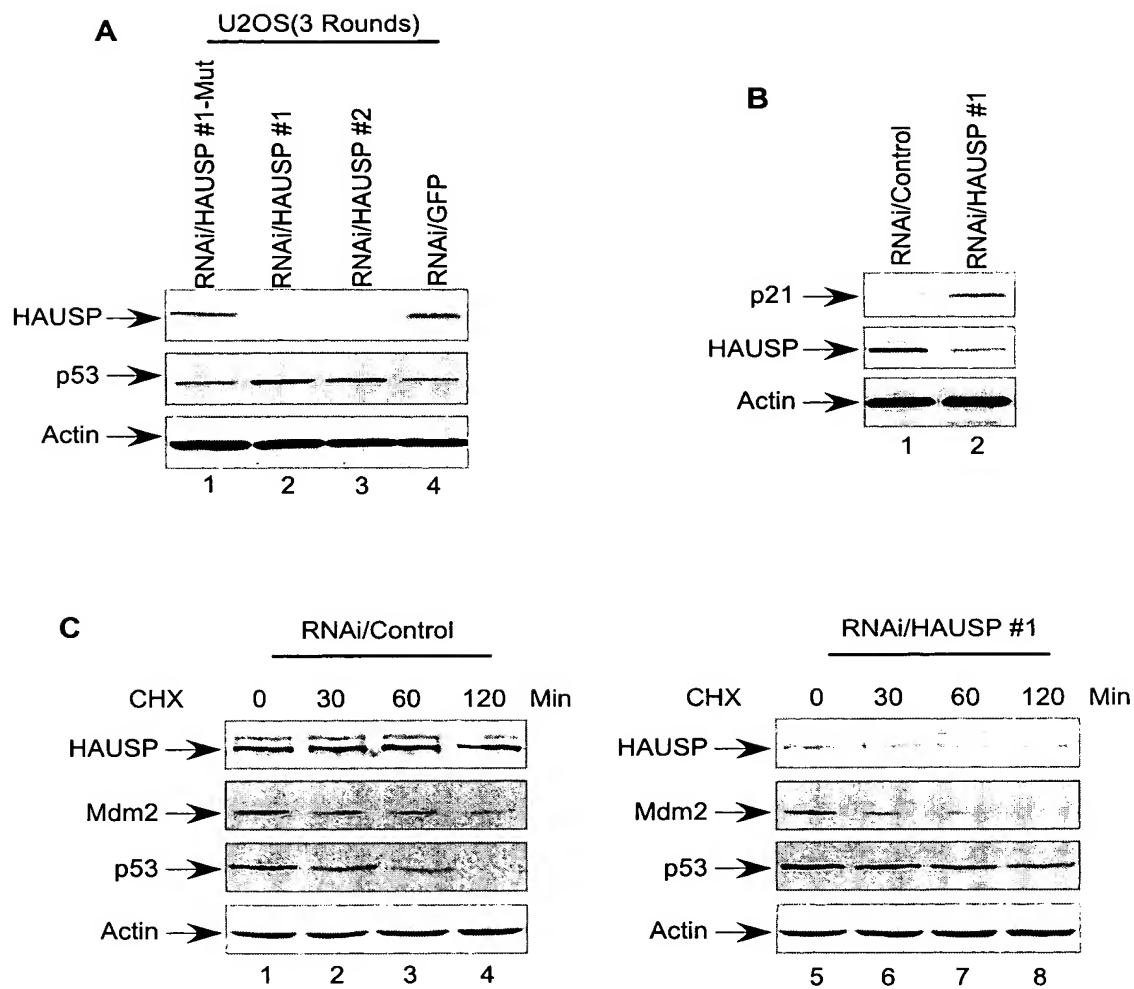 A
U2OS(3 Rounds)
RNAi/HAUSP #1-Mut
RNAi/HAUSP #1
RNAi/HAUSP #2
RNAi/GFP
HAUSP
p53
Actin
1 2 3 4
B
RNAi/Control
RNAi/HAUSP #1
p21
HAUSP
Actin
1 2
C
RNAi/Control
CHX 0 30 60 120 Min
HAUSP
Mdm2
p53
Actin
1 2 3 4
RNAi/HAUSP #1
CHX 0 30 60 120 Min
HAUSP
Mdm2
p53
Actin
5 6 7 8